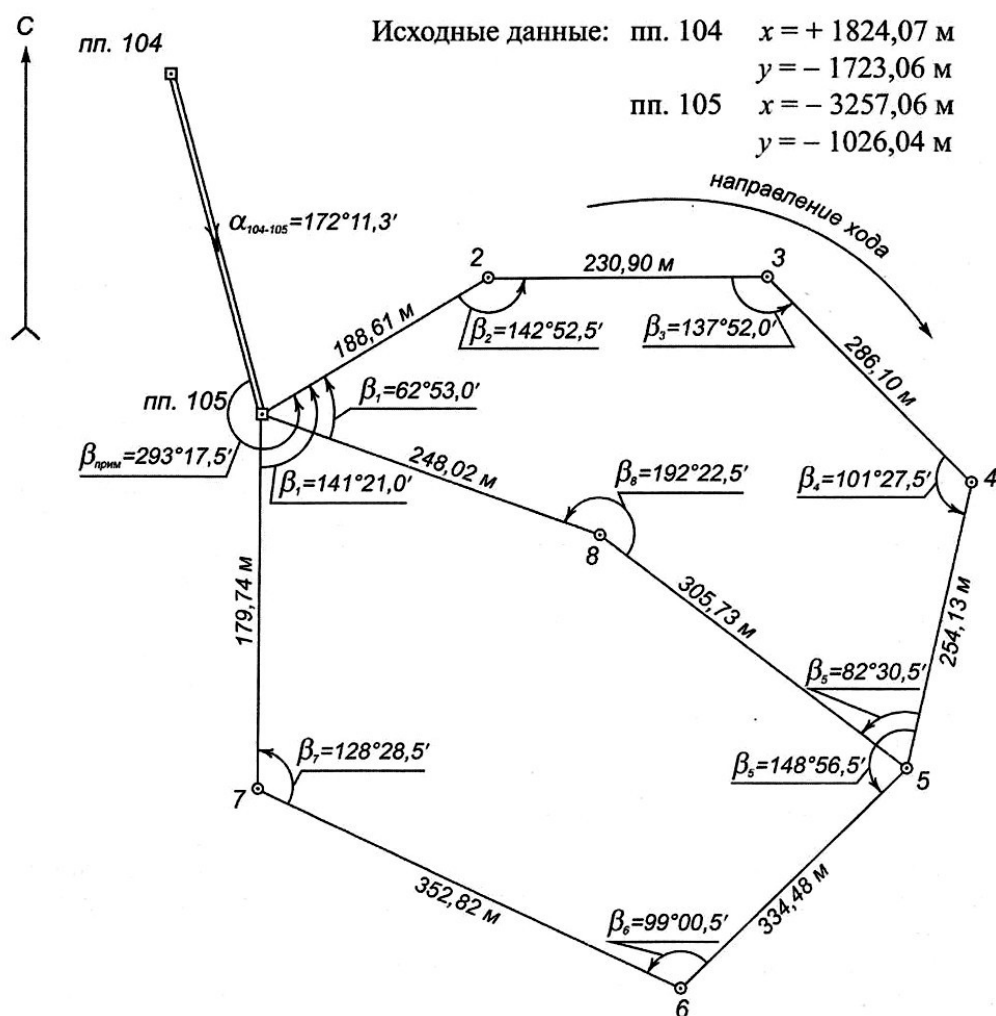 С
пп. 104
Исходные данные: пп. 104 x = + 1824,07 м
y = – 1723,06 м
пп. 105 x = – 3257,06 м
y = – 1026,04 м
направление хода
α104-105=172°11,3′
2
230,90 м
3
188,61 м
β2=142°52,5′
β3=137°52,0′
286,10 м
пп. 105
β1=62°53,0′
βприм=293°17,5′
β1=141°21,0′
248,02 м
β8=192°22,5′
β4=101°27,5′
4
8
179,74 м
305,73 м
254,13 м
β5=82°30,5′
β7=128°28,5′
β5=148°56,5′
5
7
352,82 м
β6=99°00,5′
334,48 м
6